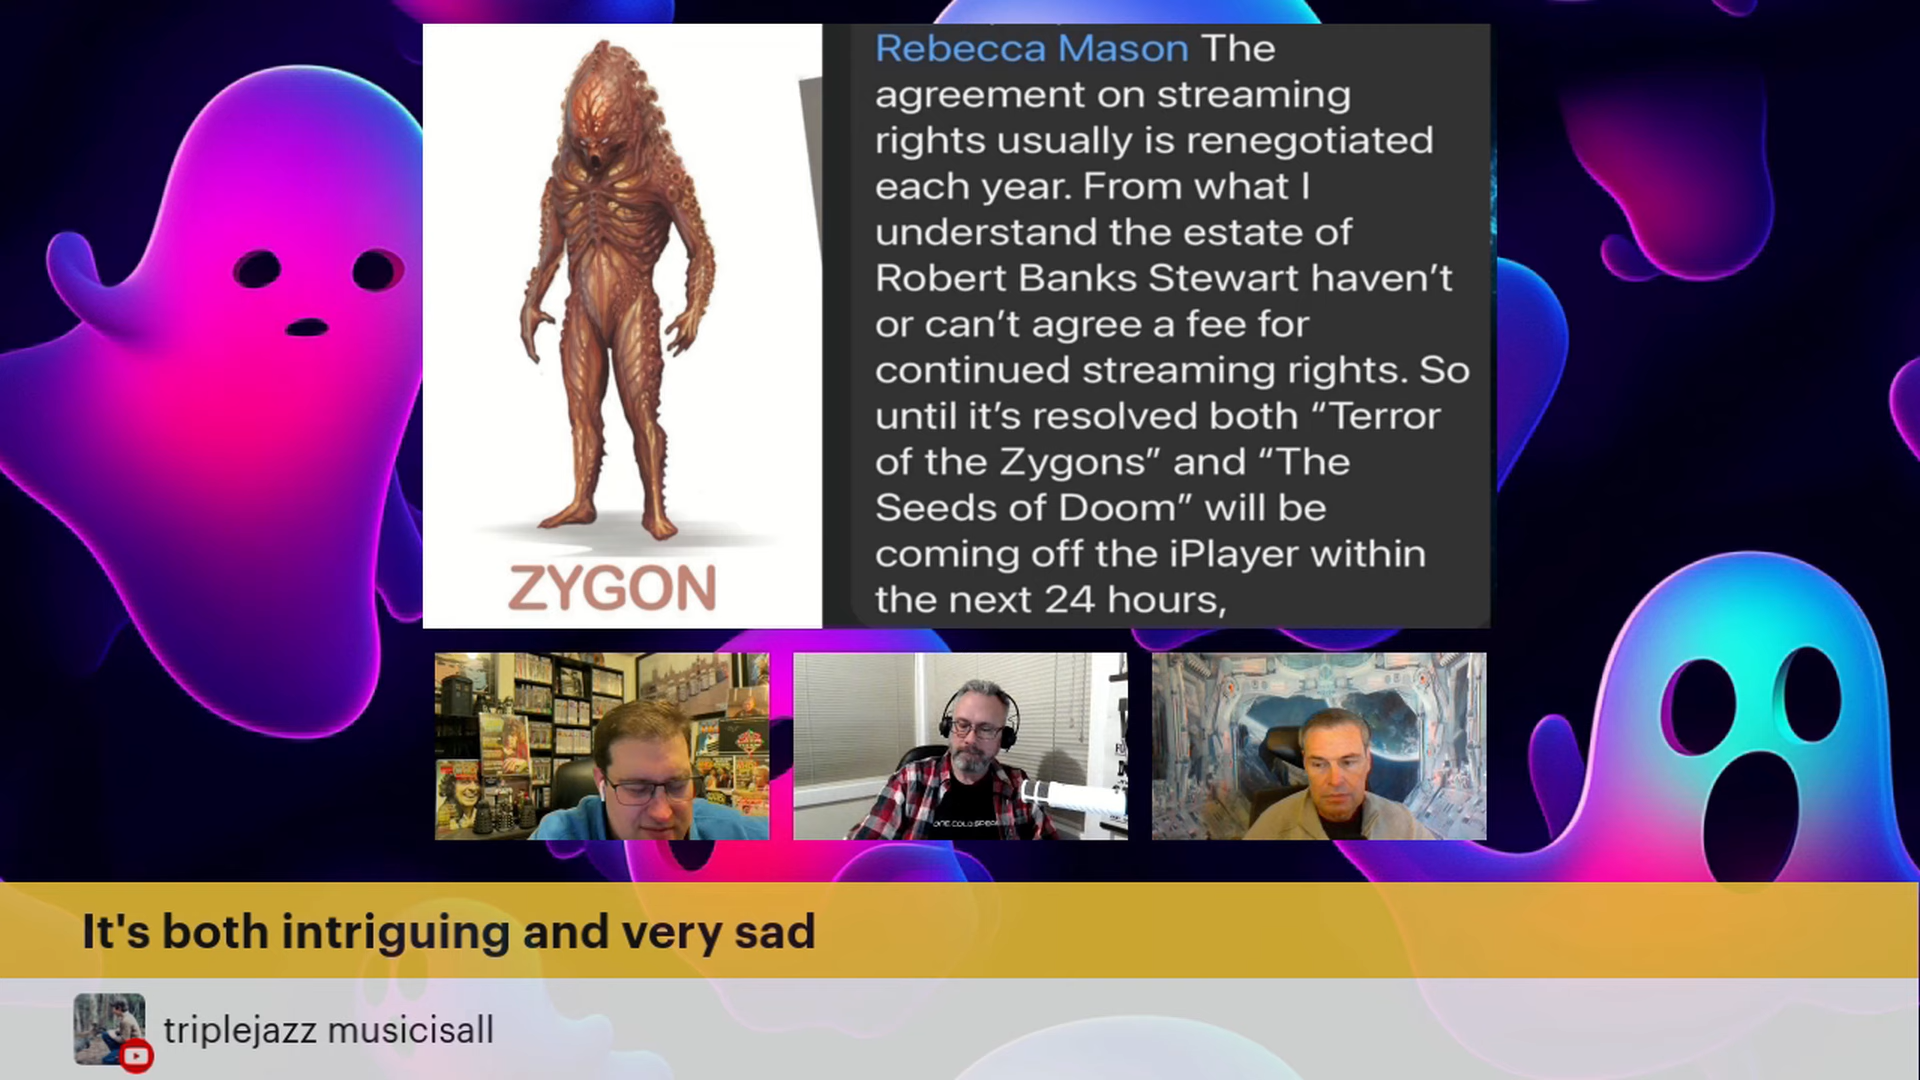 Rebecca Mason The
agreement on streaming
rights usually is renegotiated
each year. From what I
understand the estate of
Robert Banks Stewart haven’t
or can’t agree a fee for
continued streaming rights. So
until it’s resolved both “Terror
of the Zygons” and “The
Seeds of Doom” will be
coming off the iPlayer within
the next 24 hours,
ZYGON
It's both intriguing and very sad
triplejazz musicisall